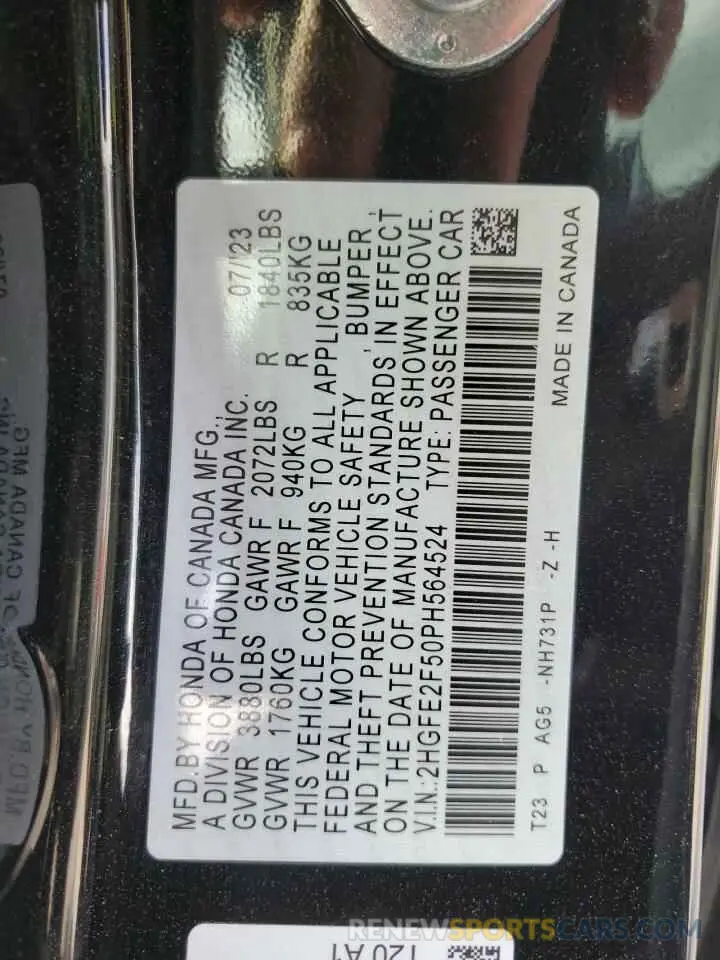 MFD.BY HONDA OF CANADA MFG.,
A DIVISION OF HONDA CANADA INC. 07/'23
GVWR 3880LBS GAWR F 2072LBS R 1840LBS
GVWR 1760KG GAWR F 940KG R 835KG
THIS VEHICLE CONFORMS TO ALL APPLICABLE
FEDERAL MOTOR VEHICLE SAFETY , BUMPER ,
AND THEFT PREVENTION STANDARDS IN EFFECT
ON THE DATE OF MANUFACTURE SHOWN ABOVE.
V.I.N.:2HGFE2F50PH564524 TYPE: PASSENGER CAR
T23 P AG5 -NH731P -Z -H
MADE IN CANADA
120 A1
RENEWSPORTSCARS.COM